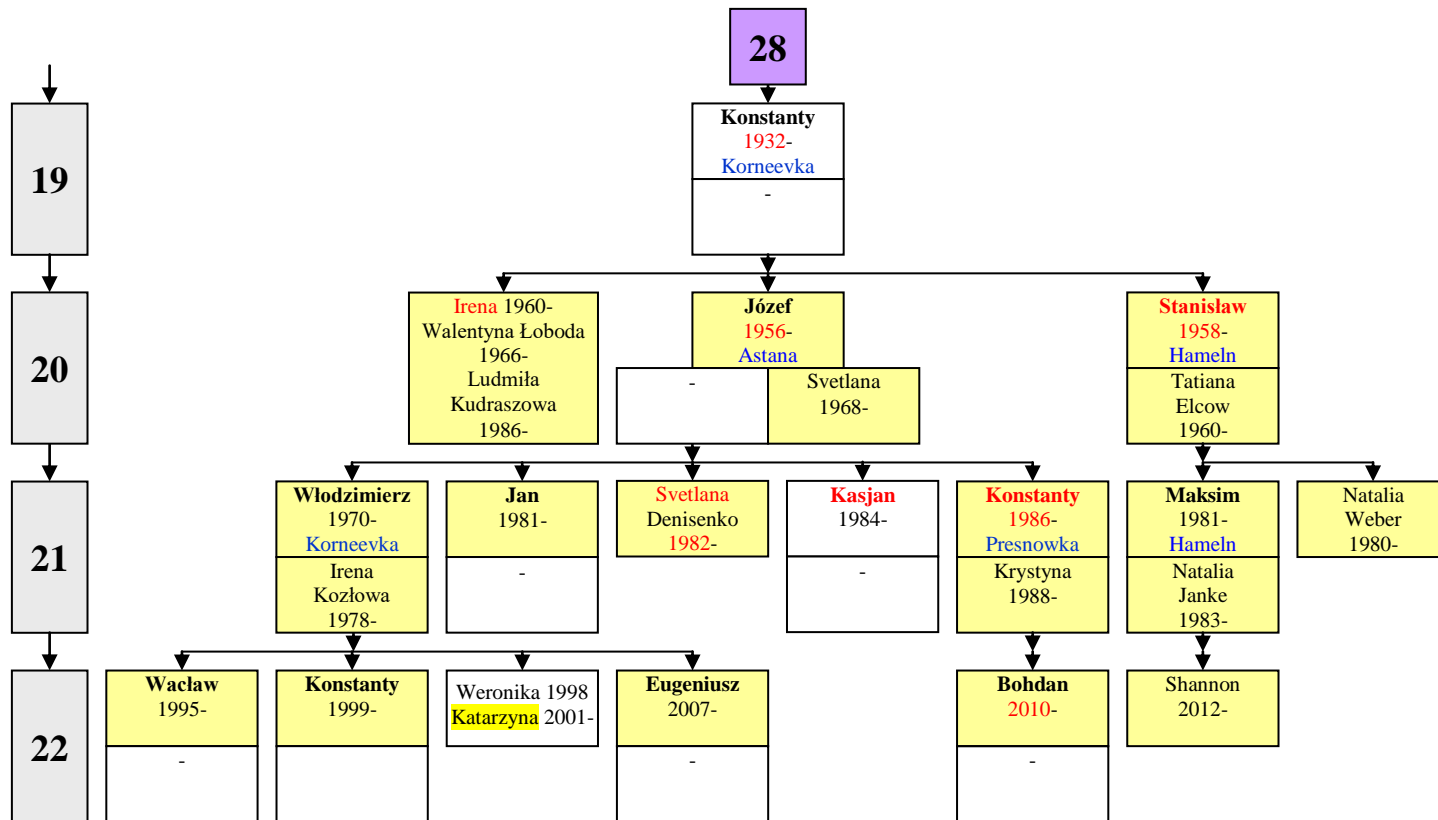 28
19
Konstanty
1932-
Korneevka
-
20
Irena 1960-
Walentyna Łoboda
1966-
Ludmiła
Kudraszowa
1986-
Józef
1956-
Astana
-
Svetlana
1968-
Stanisław
1958-
Hameln
Tatiana
Elcow
1960-
21
Włodzimierz
1970-
Korneevka
Irena
Kozłowa
1978-
Jan
1981-
-
Svetlana
Denisenko
1982-
Kasjan
1984-
-
Konstanty
1986-
Presnowka
Krystyna
1988-
Maksim
1981-
Hameln
Natalia
Janke
1983-
Natalia
Weber
1980-
22
Wacław
1995-
-
Konstanty
1999-
Weronika 1998
Katarzyna 2001-
Eugeniusz
2007-
-
Bohdan
2010-
-
Shannon
2012-